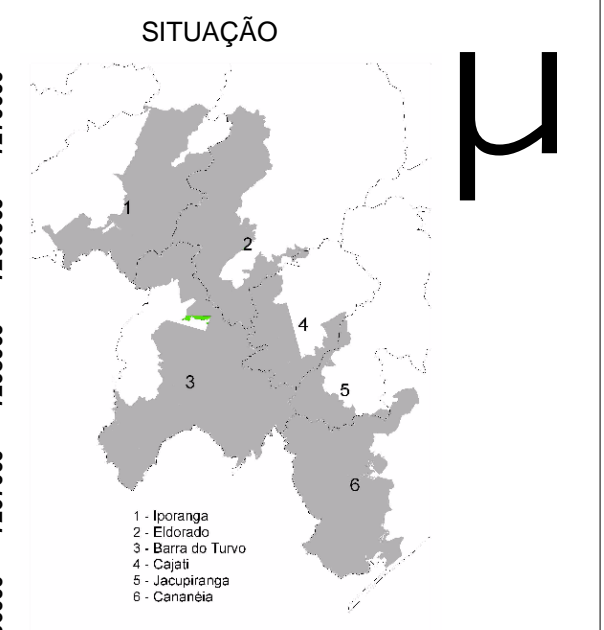 SITUAÇÃO
µ
1
2
3
4
5
6
1 - Iporanga
2 - Eldorado
3 - Barra do Turvo
4 - Cajati
5 - Jacupiranga
6 - Cananéia